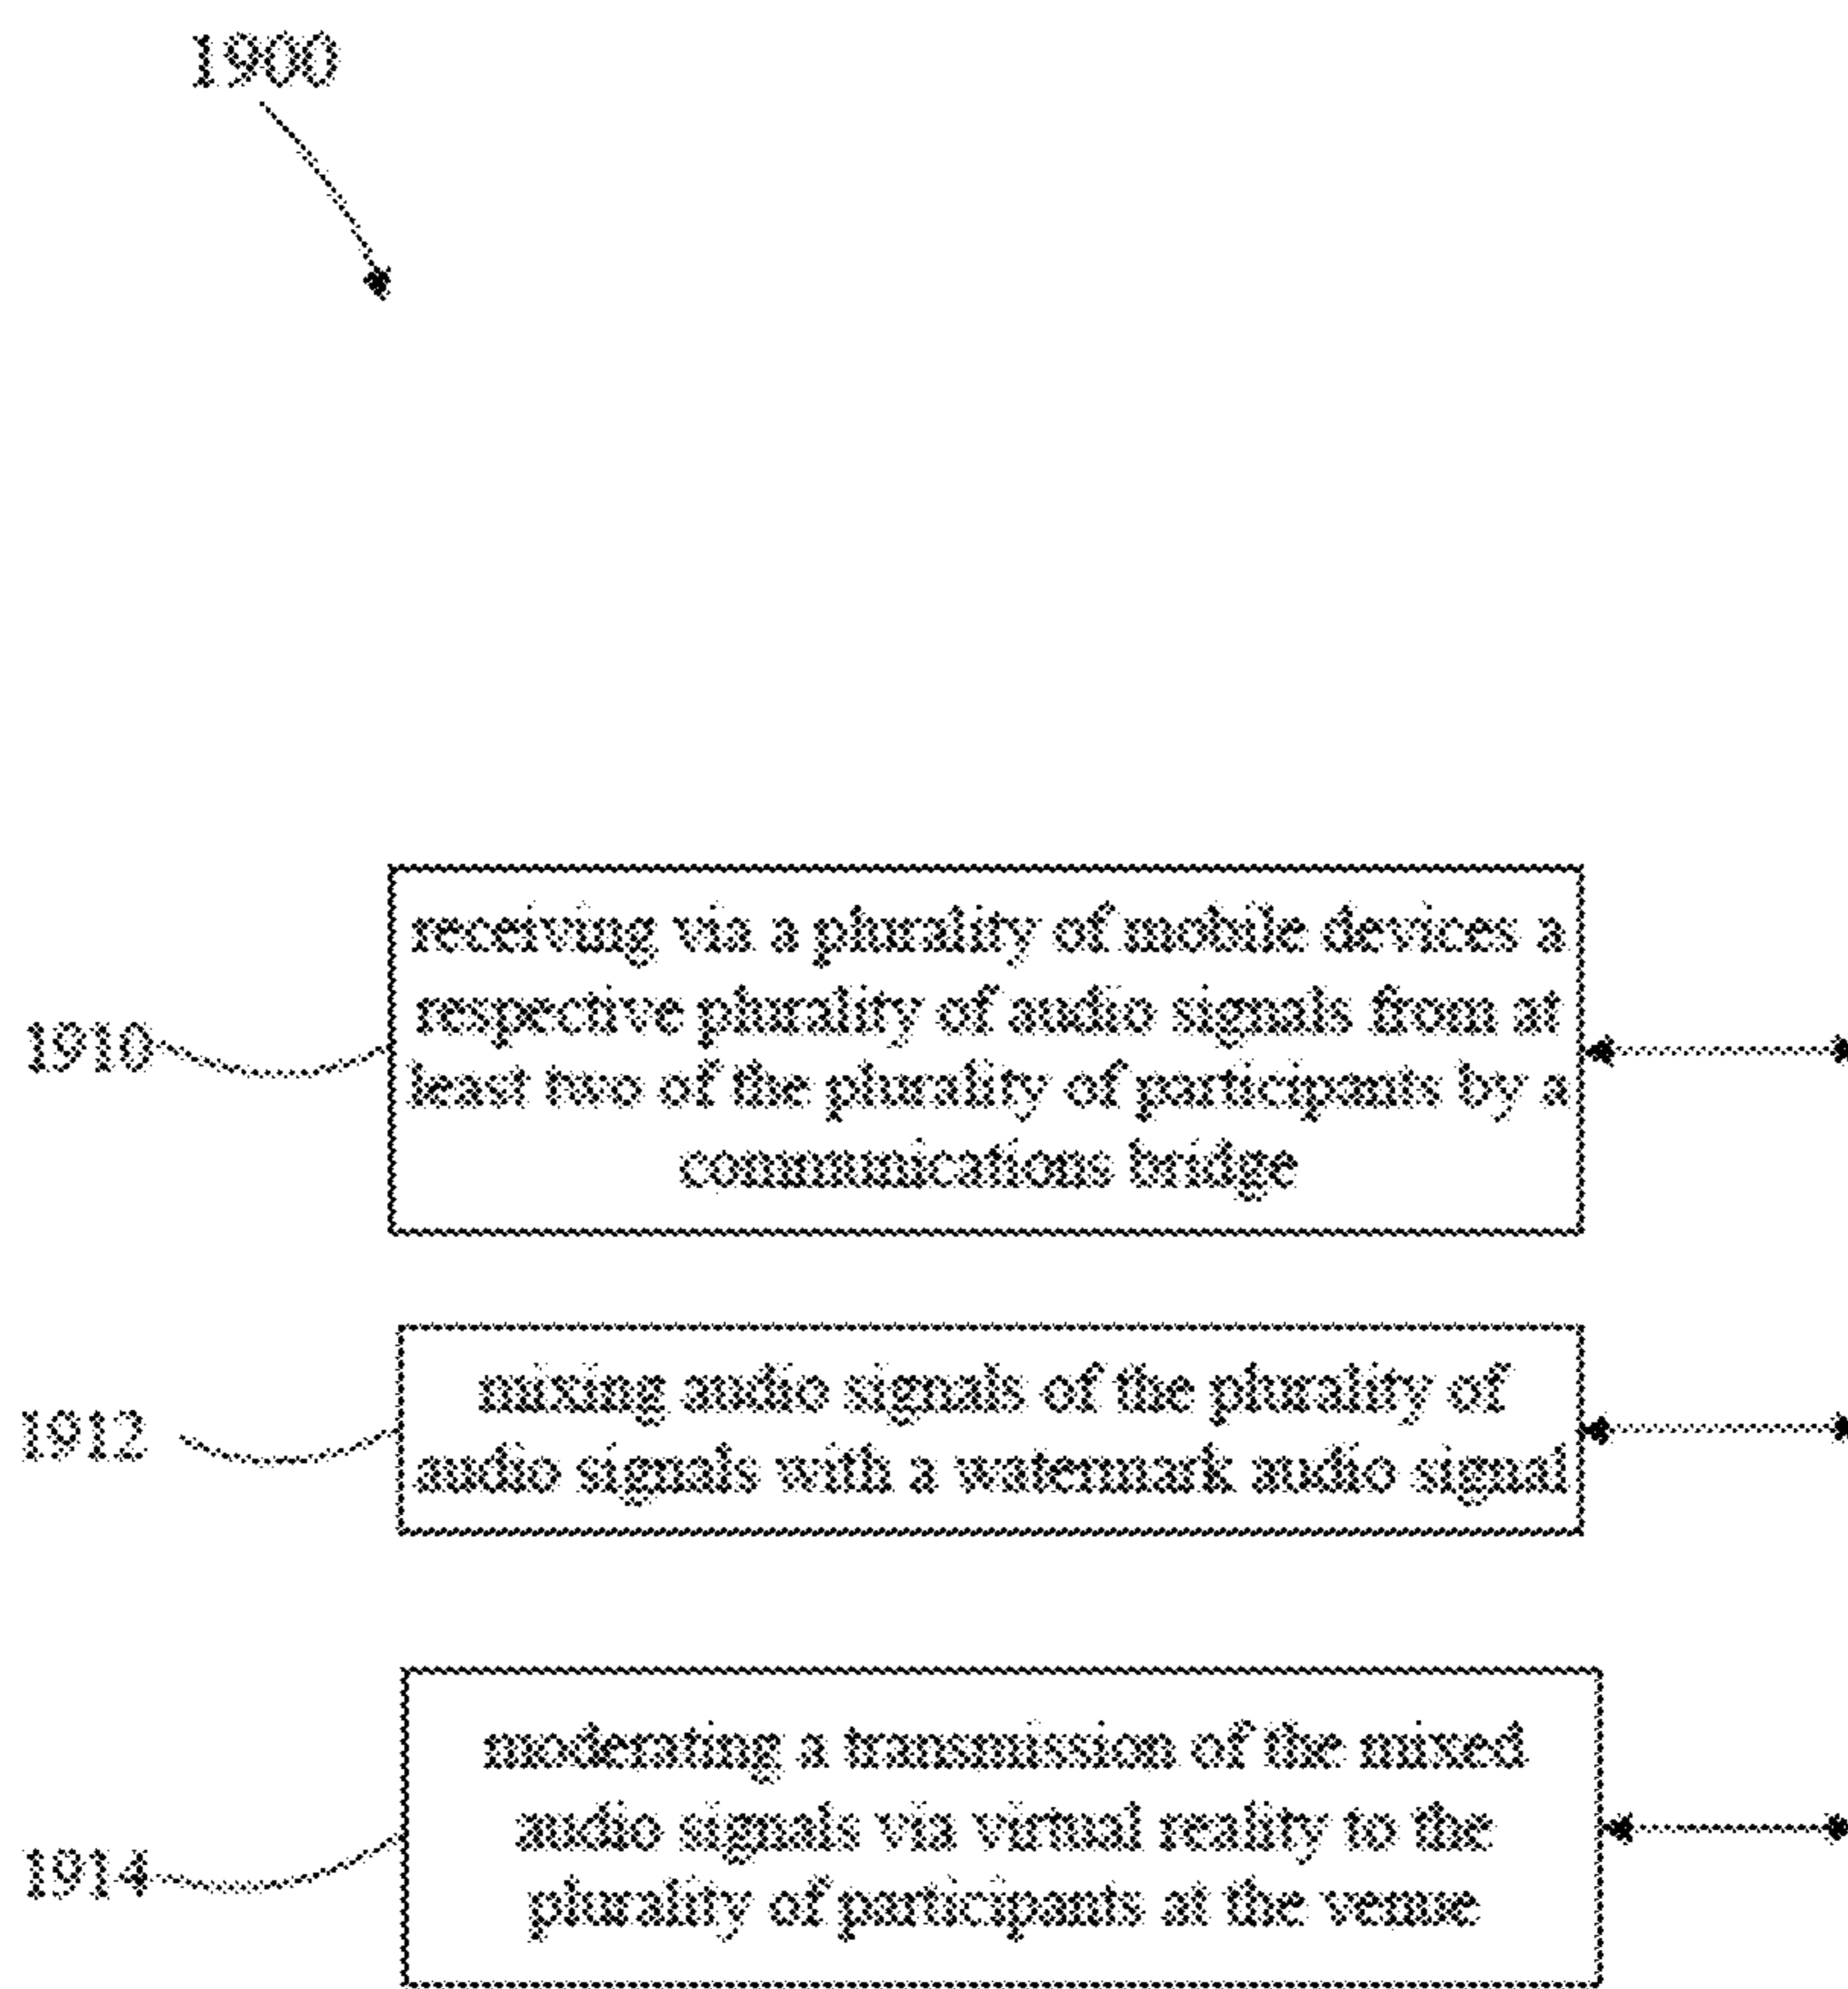 1900
receiving via a plurality of mobile devices a
respective plurality of audio signals from at
least two of the plurality of participants by a
communications bridge
1910
mixing audio signals of the plurality of
audio signals with a watermark audio signal
1912
moderating a transmission of the mixed
audio signals via virtual reality to the
plurality of participants at the venue
1914